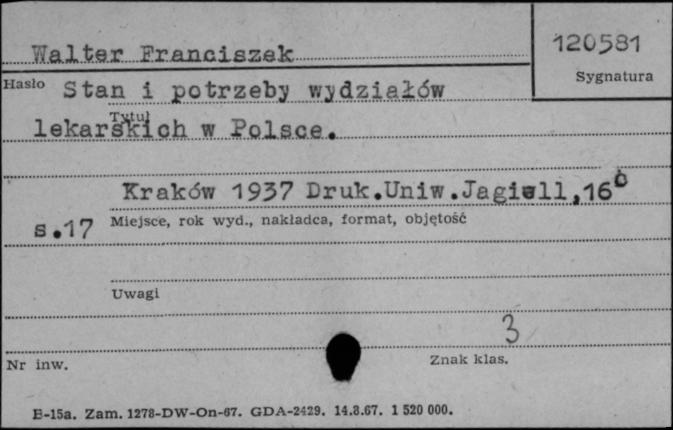 Walter Franciszek
120581
Hasło
Sygnatura
Stan i potrzeby wydziałów
Tytuł
lekarskich w Polsce.
Kraków 1937 Druk.Uniw.Jagiell,16°
s.17
Miejsce, rok wyd., nakładca, format, objętość
Uwagi
3
Nr inw.
Znak klas.
E-15a. Zam. 1278-DW-On-67. GDA-2429. 14.8.67. 1 520 000.